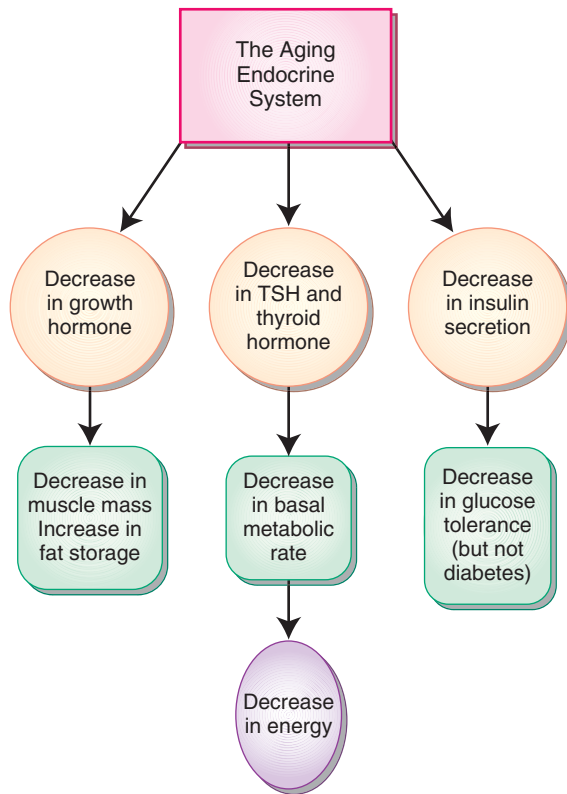 The Aging
Endocrine
System
Decrease
in growth
hormone
Decrease
in TSH and
thyroid
hormone
Decrease
in insulin
secretion
Decrease in
muscle mass
Increase in
fat storage
Decrease
in basal
metabolic
rate
Decrease
in glucose
tolerance
(but not
diabetes)
Decrease
in energy